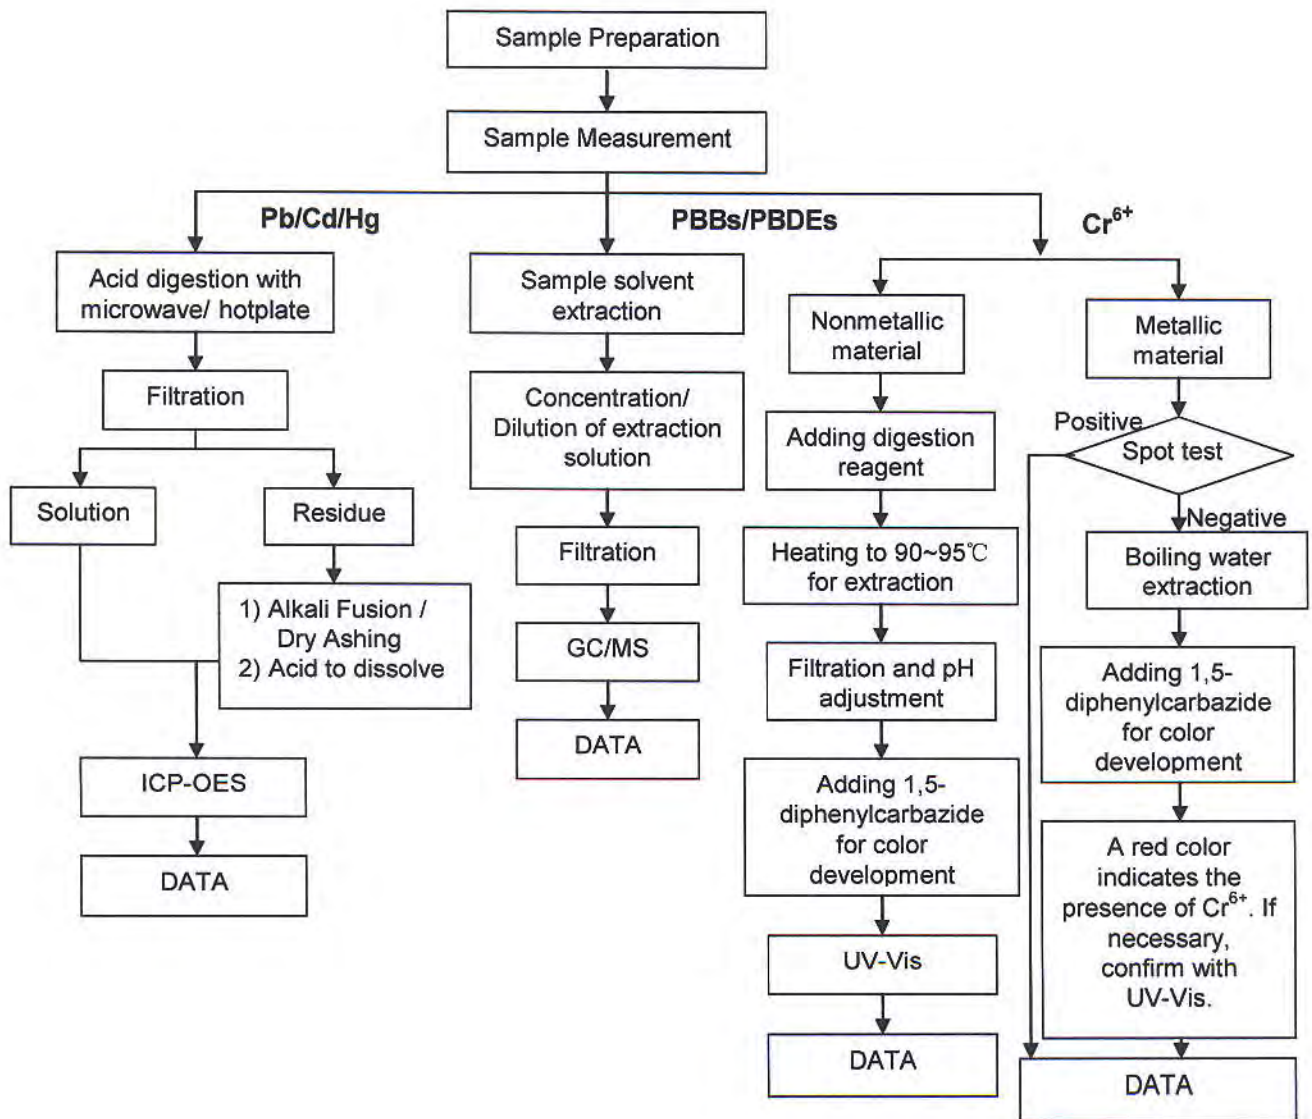 Sample Preparation
Sample Measurement
Pb/Cd/Hg
PBBs/PBDEs
Cr⁶⁺
Acid digestion with
microwave/ hotplate
Filtration
Solution
Residue
1) Alkali Fusion /
Dry Ashing
2) Acid to dissolve
ICP-OES
DATA
Sample solvent
extraction
Concentration/
Dilution of extraction
solution
Filtration
GC/MS
DATA
Nonmetallic
material
Adding digestion
reagent
Heating to 90~95℃
for extraction
Filtration and pH
adjustment
Adding 1,5-
diphenylcarbazide
for color
development
UV-Vis
DATA
Metallic
material
Positive
Spot test
Negative
Boiling water
extraction
Adding 1,5-
diphenylcarbazide
for color
development
A red color
indicates the
presence of Cr⁶⁺. If
necessary,
confirm with
UV-Vis.
DATA